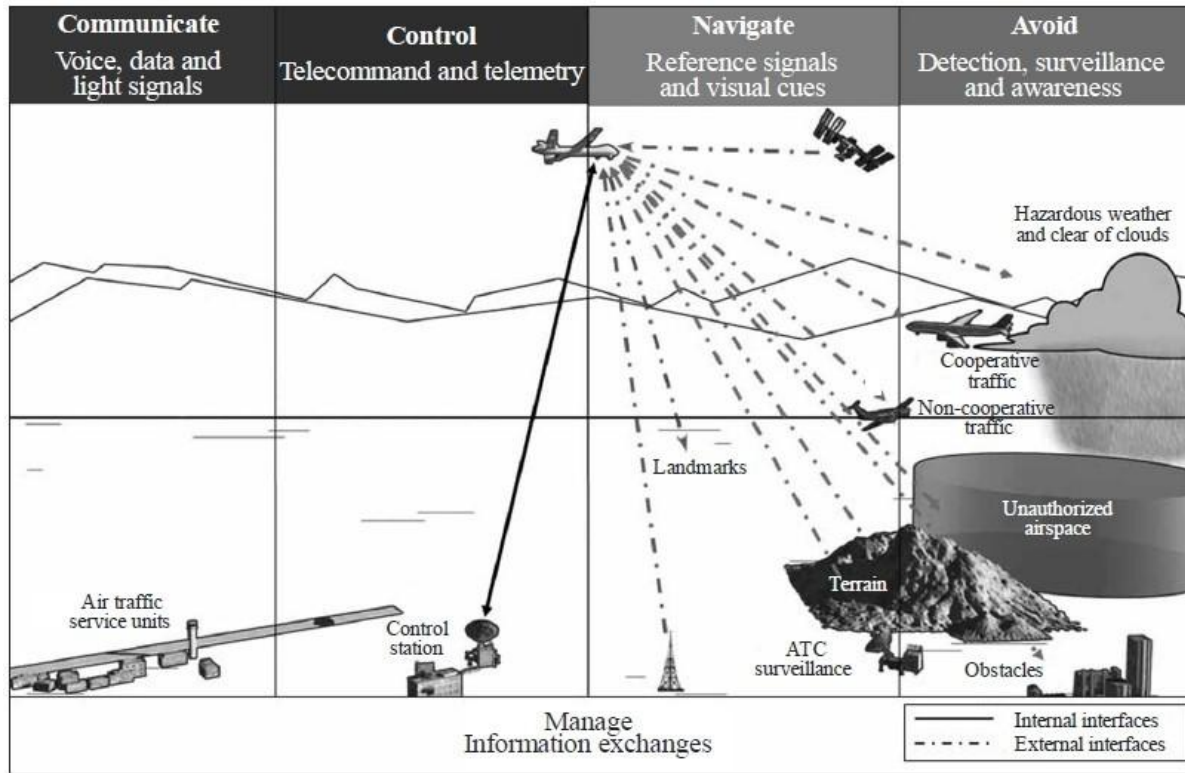 Communicate
Voice, data and
light signals
Control
Telecommand and telemetry
Navigate
Reference signals
and visual cues
Avoid
Detection, surveillance
and awareness
Hazardous weather
and clear of clouds
Cooperative
traffic
Non-cooperative
traffic
Landmarks
Unauthorized
airspace
Terrain
Air traffic
service units
Control
station
ATC
surveillance
Obstacles
Manage
Information exchanges
Internal interfaces
External interfaces